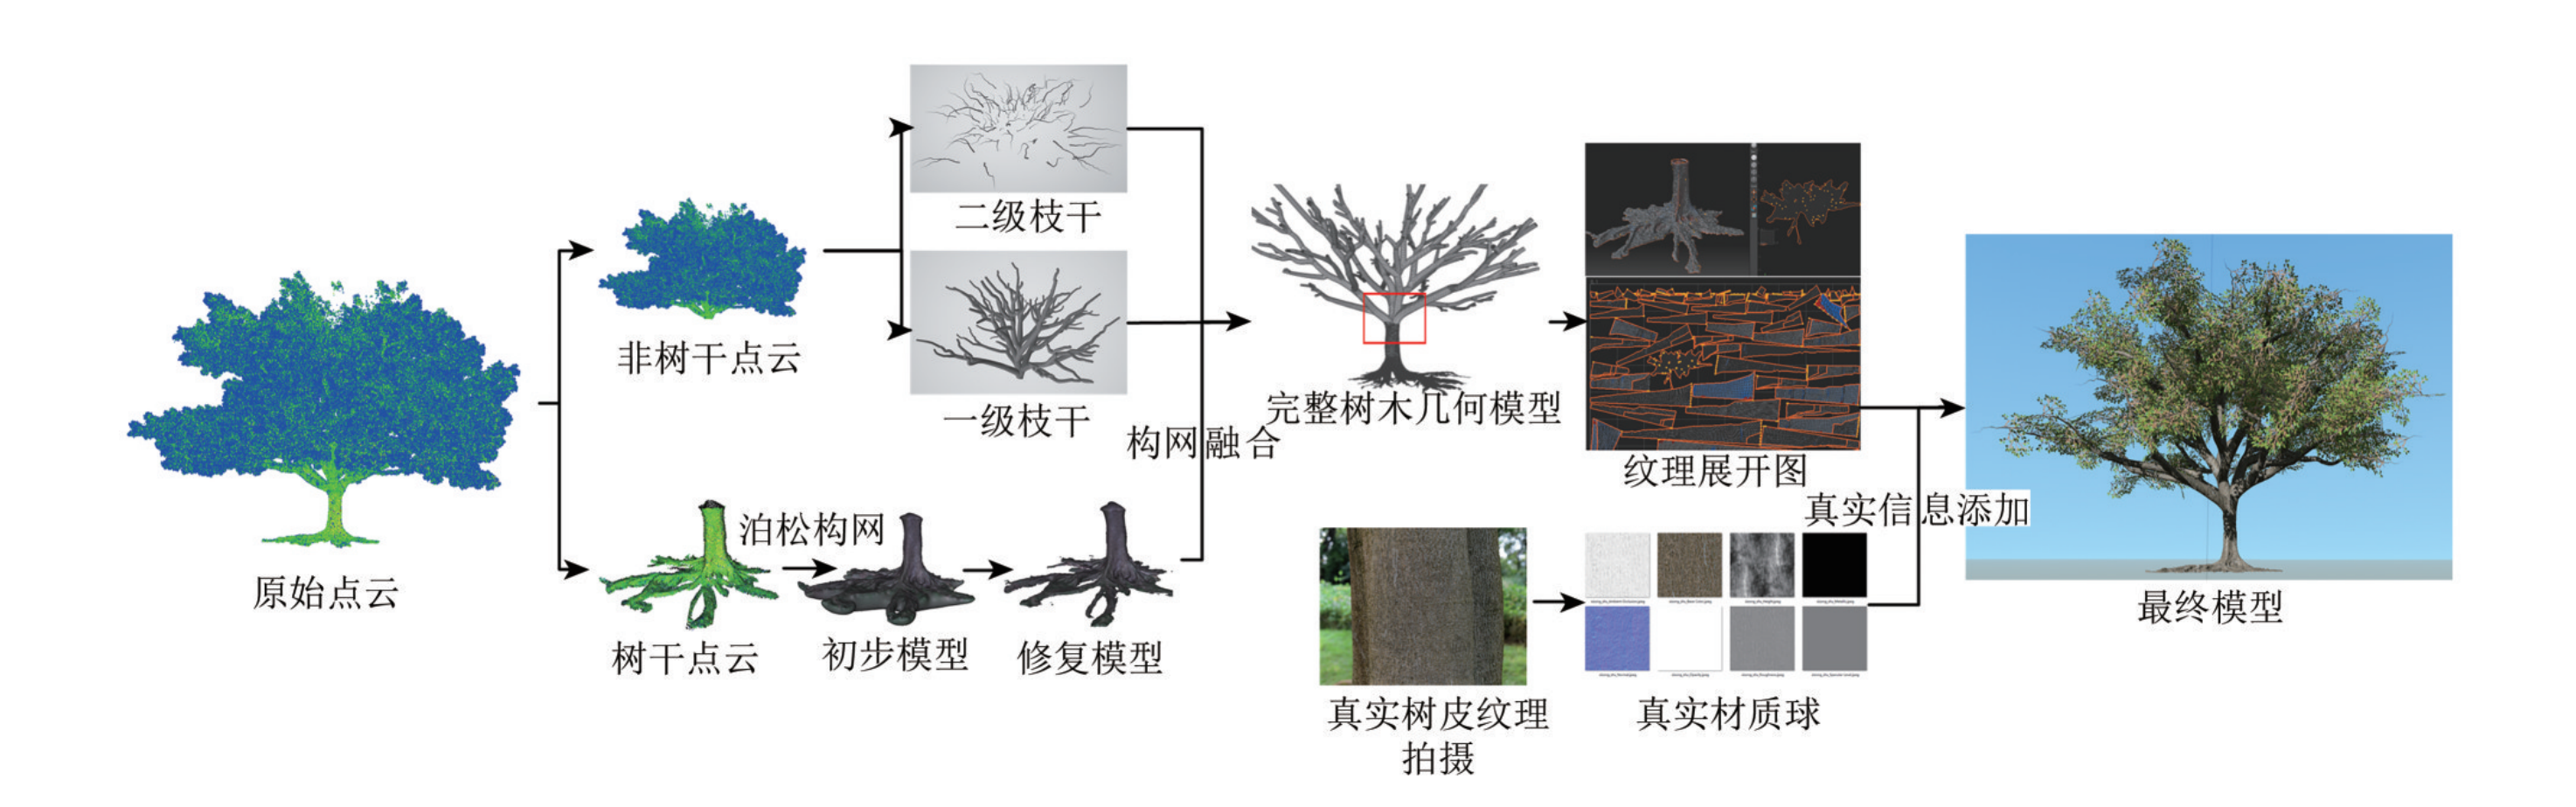 二级枝干
非树干点云
一级枝干
原始点云
泊松构网
树干点云
初步模型
修复模型
构网融合
完整树木几何模型
纹理展开图
真实信息添加
真实树皮纹理
拍摄
真实材质球
最终模型